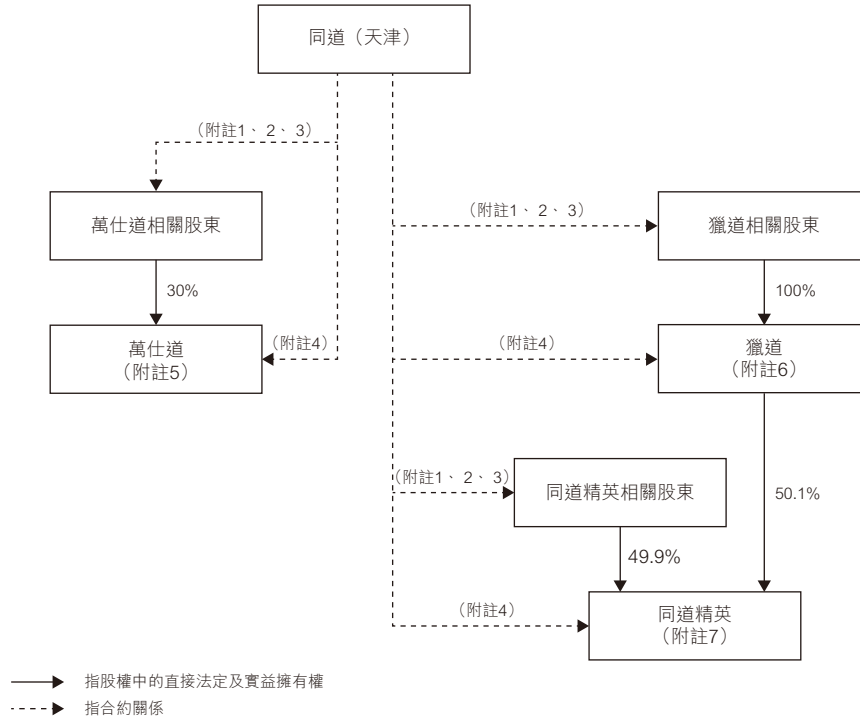 同道（天津）
（附註1、2、3）
萬仕道相關股東
（附註1、2、3）
獵道相關股東
30%
100%
萬仕道
（附註5）
（附註4）
（附註4）
獵道
（附註6）
（附註1、2、3）
同道精英相關股東
50.1%
49.9%
（附註4）
同道精英
（附註7）
指股權中的直接法定及實益擁有權
指合約關係